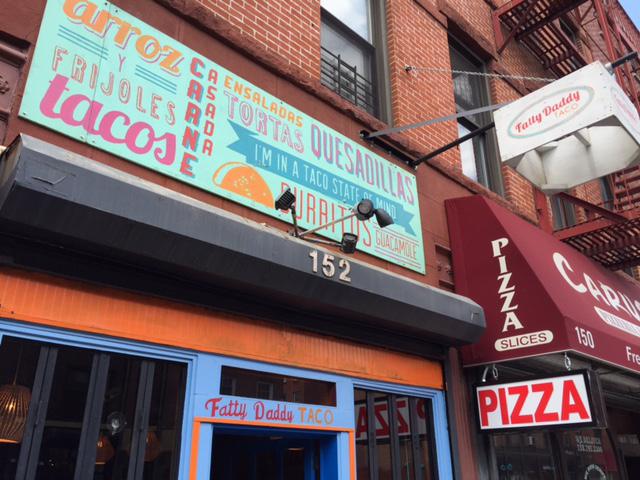 arroz
Y
FRIJOLES
tacos
CARNE
ASADA
ENSALADAS
TORTAS
QUESADILLAS
I'M IN A TACO STATE OF MIND
BURRITOS
GUACAMOLE
152
Fatty Daddy TACO
Fatty Daddy
TACO
PIZZA
SLICES
150
PIZZA
PIZZA